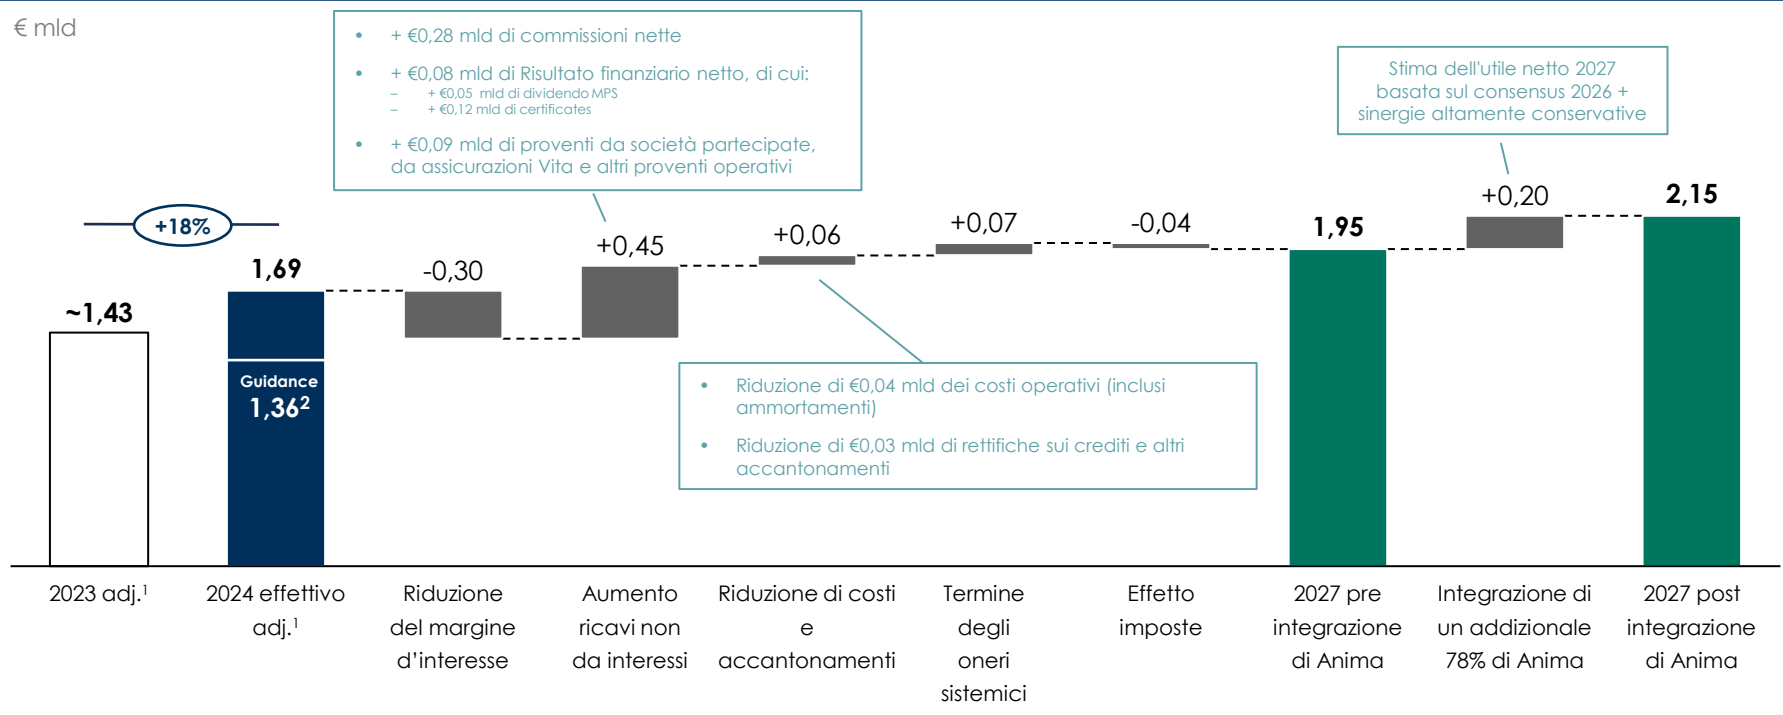 € mld
• + €0,28 mld di commissioni nette
• + €0,08 mld di Risultato finanziario netto, di cui:
– + €0,05 mld di dividendo MPS
– + €0,12 mld di certificates
• + €0,09 mld di proventi da società partecipate,
da assicurazioni Vita e altri proventi operativi
Stima dell'utile netto 2027
basata sul consensus 2026 +
sinergie altamente conservative
+18%
~1,43
1,69
Guidance
1,36²
-0,30
+0,45
+0,06
+0,07
-0,04
1,95
+0,20
2,15
• Riduzione di €0,04 mld dei costi operativi (inclusi
ammortamenti)
• Riduzione di €0,03 mld di rettifiche sui crediti e altri
accantonamenti
2023 adj.¹
2024 effettivo
adj.¹
Riduzione
del margine
d’interesse
Aumento
ricavi non
da interessi
Riduzione di costi
e
accantonamenti
Termine
degli
oneri
sistemici
Effetto
imposte
2027 pre
integrazione
di Anima
Integrazione di
un addizionale
78% di Anima
2027 post
integrazione
di Anima